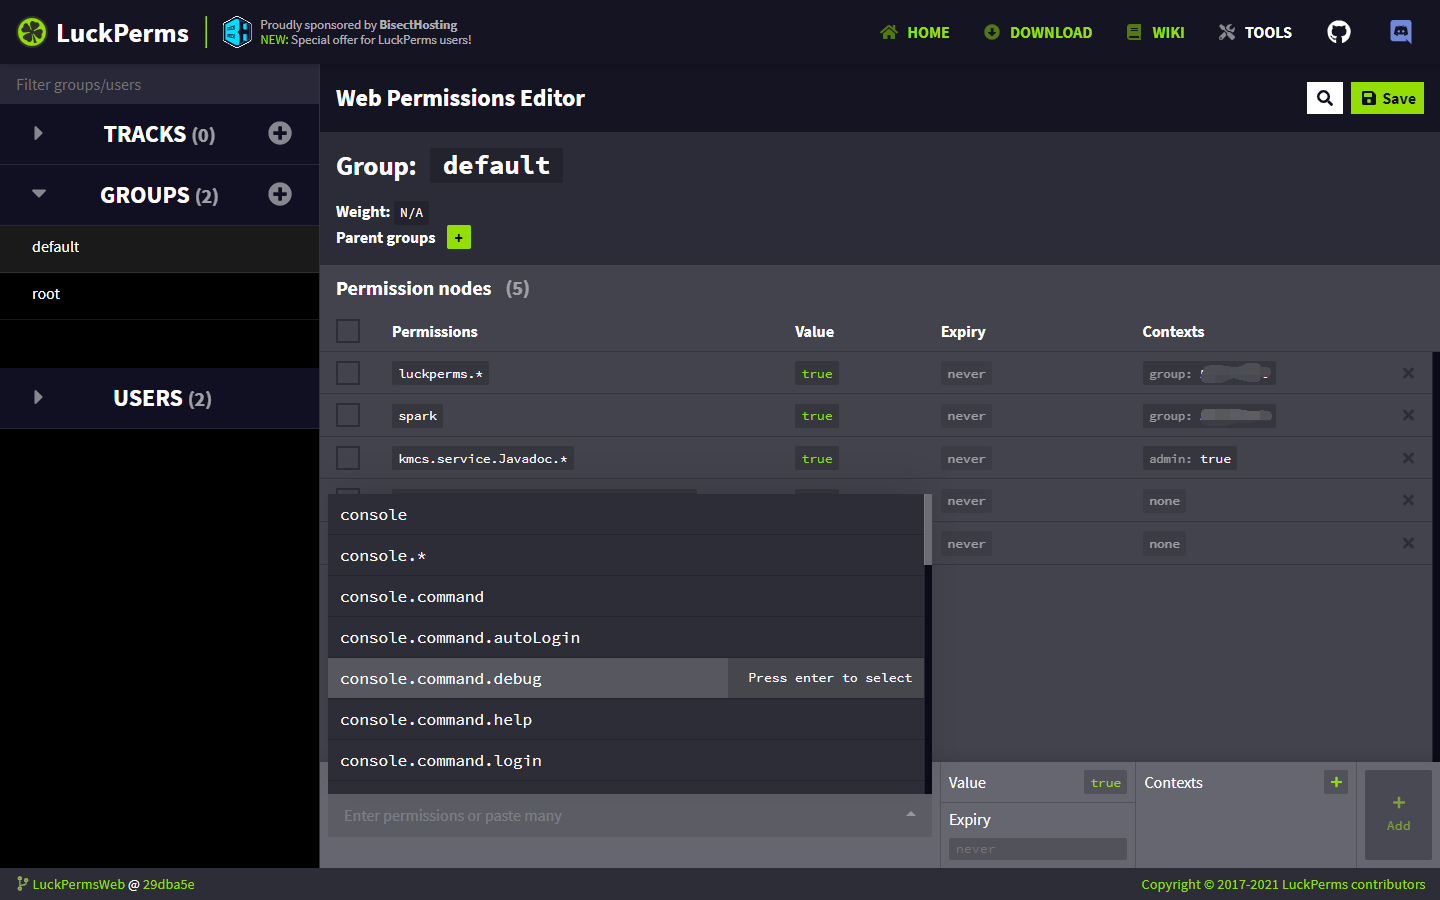 LuckPerms
Proudly sponsored by BisectHosting
NEW: Special offer for LuckPerms users!
HOME
DOWNLOAD
WIKI
TOOLS
Filter groups/users
TRACKS (0)
GROUPS (2)
default
root
USERS (2)
Web Permissions Editor
Save
Group: default
Weight: N/A
Parent groups +
Permission nodes (5)
Permissions Value Expiry Contexts
luckperms.* true never group:
spark true never group:
kmcs.service.Javadoc.* true never admin: true
never none
never none
console
console.*
console.command
console.command.autoLogin
console.command.debug Press enter to select
console.command.help
console.command.login
Enter permissions or paste many
Value true
Expiry
never
Contexts +
+
Add
LuckPermsWeb @ 29dba5e
Copyright © 2017-2021 LuckPerms contributors